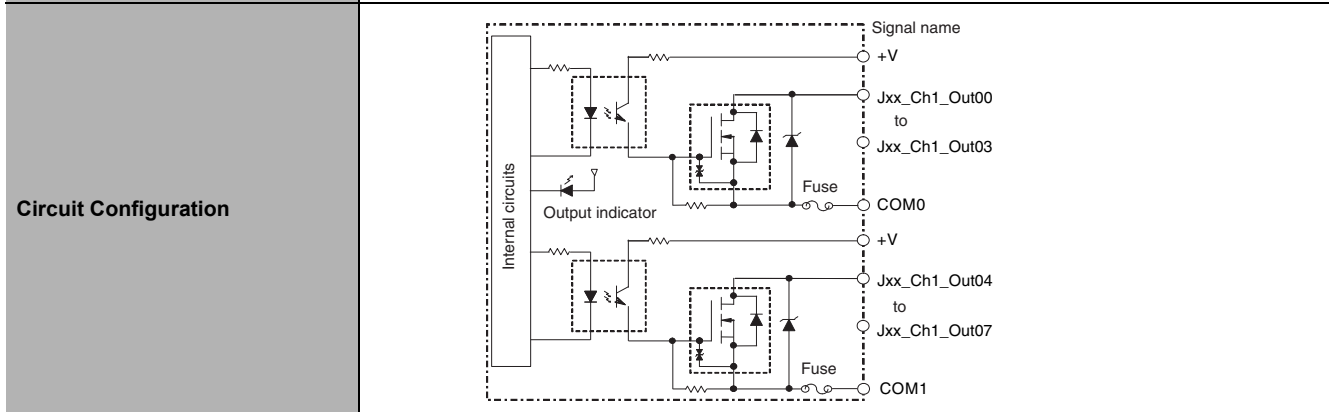 Circuit Configuration
Signal name
+V
Jxx_Ch1_Out00
to
Jxx_Ch1_Out03
Fuse
COM0
Internal circuits
Output indicator
+V
Jxx_Ch1_Out04
to
Jxx_Ch1_Out07
Fuse
COM1